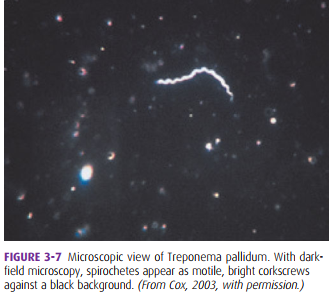 FIGURE 3-7 Microscopic view of Treponema pallidum. With dark-
field microscopy, spirochetes appear as motile, bright corkscrews
against a black background. (From Cox, 2003, with permission.)